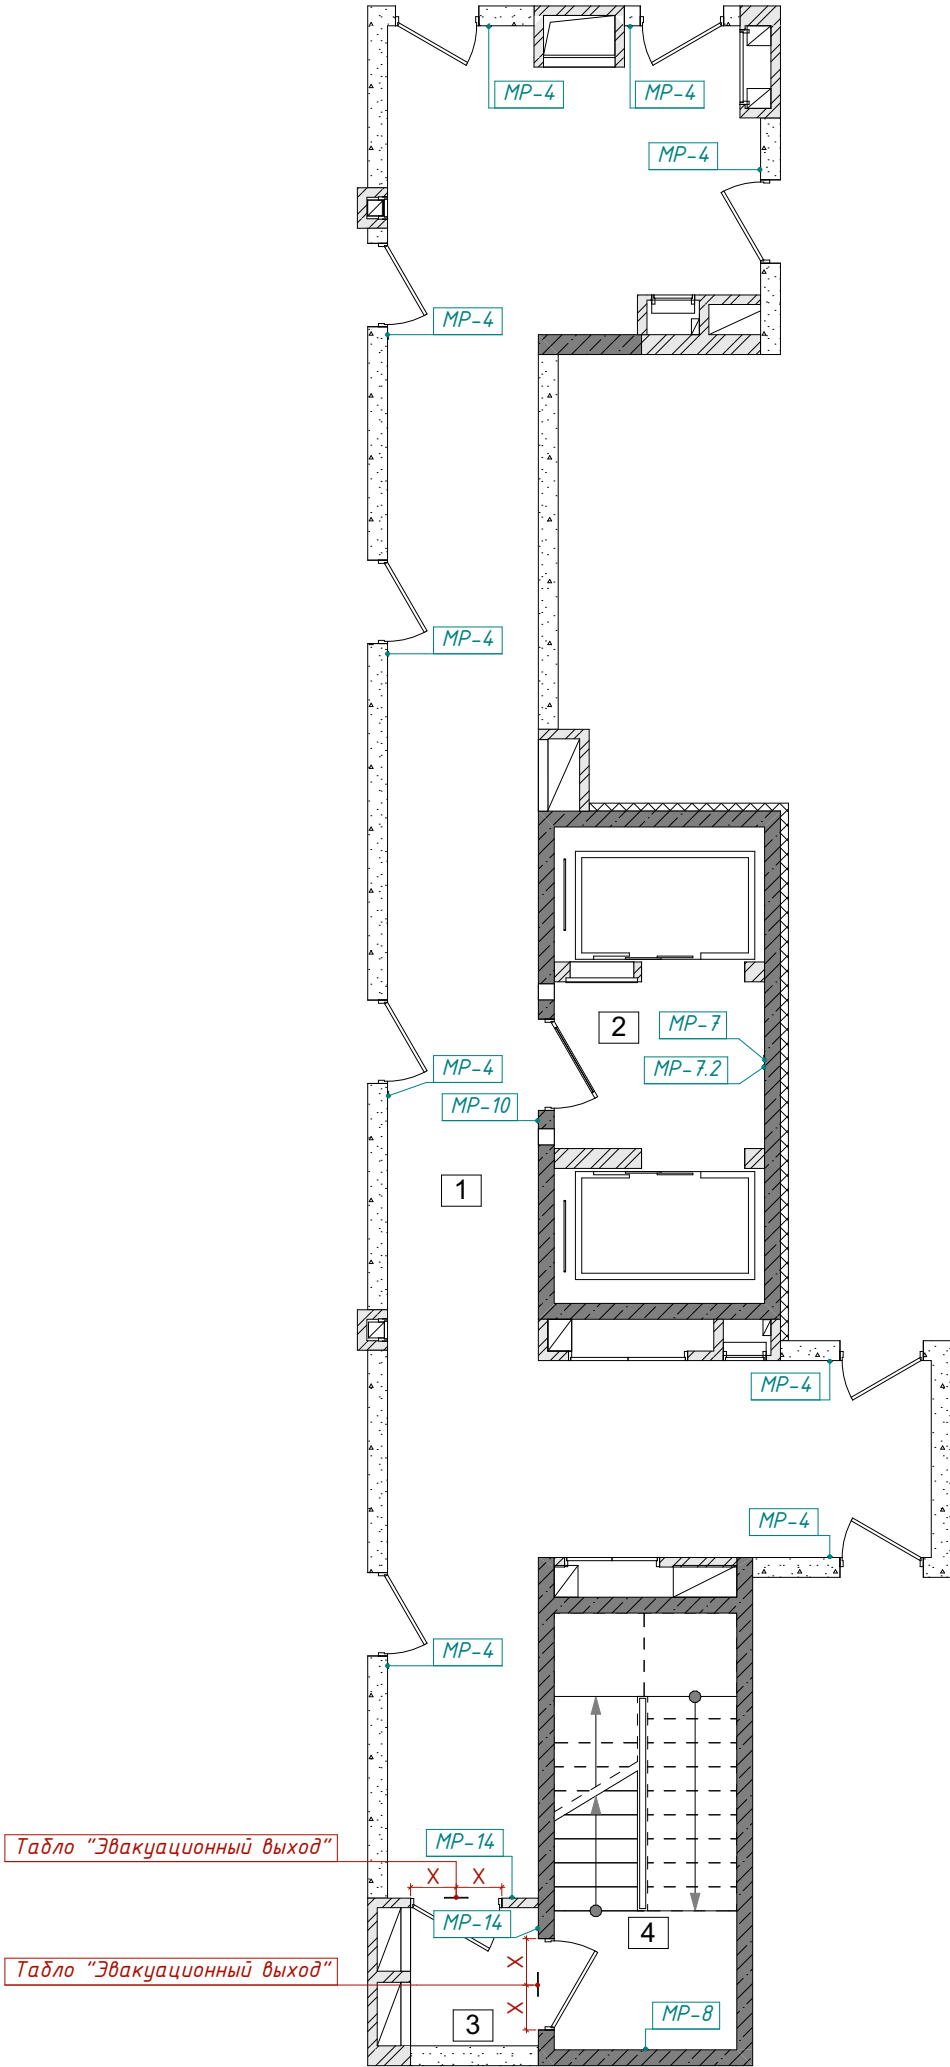 МР-4
МР-4
МР-4
МР-4
МР-4
2
МР-7
МР-7.2
МР-4
МР-10
1
МР-4
МР-4
МР-4
Табло "Эвакуационный выход"
МР-14
X X
МР-14
4
Табло "Эвакуационный выход"
X
X
3
МР-8